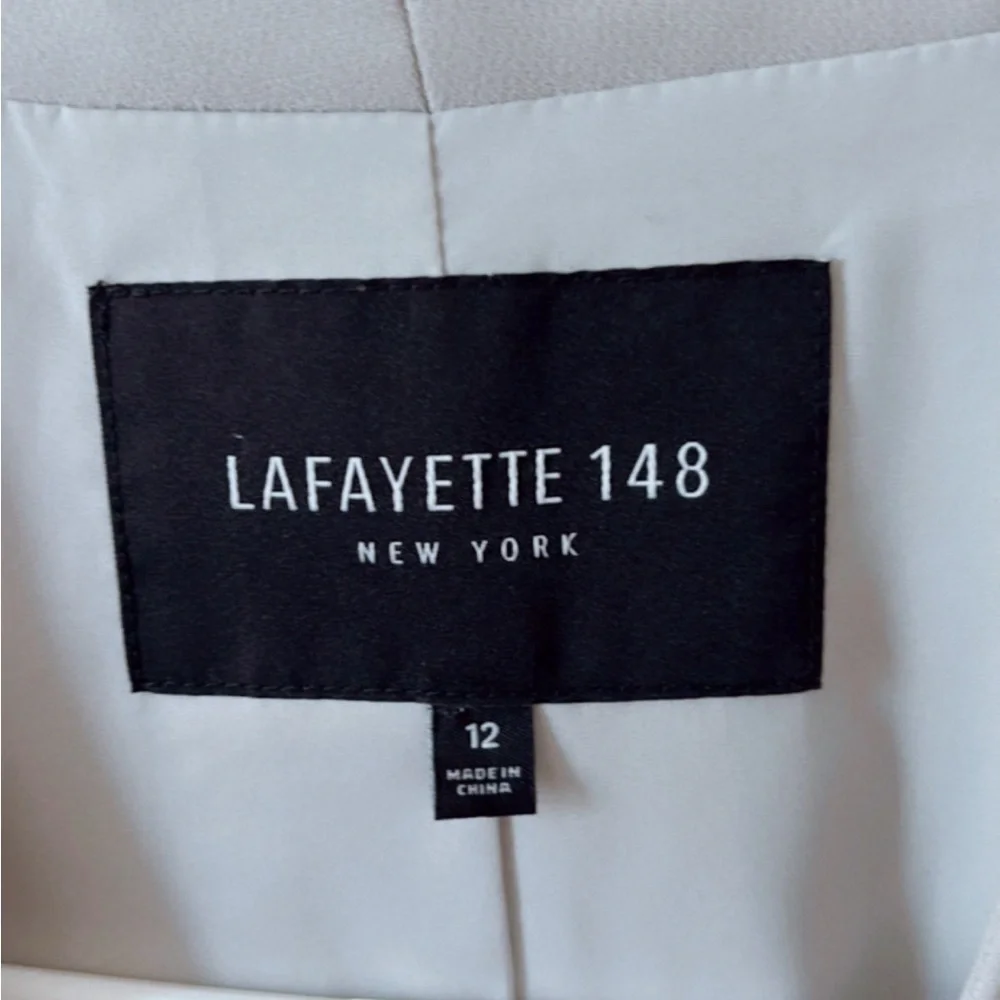 LAFAYETTE 148
NEW YORK
12
MADE IN
CHINA